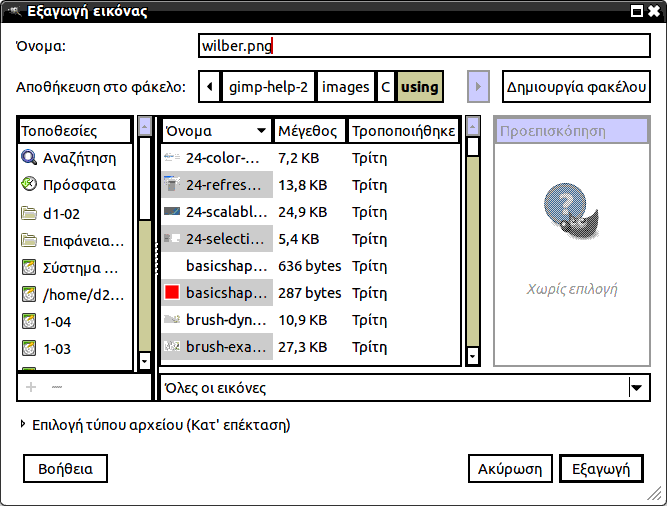 Εξαγωγή εικόνας
Όνομα: wilber.png
Αποθήκευση στο φάκελο: gimp-help-2 images C using Δημιουργία φακέλου
Τοποθεσίες Όνομα Μέγεθος Τροποποιήθηκε Προεπισκόπηση
Αναζήτηση 24-color-... 7,2 KB Τρίτη
Πρόσφατα 24-refres... 13,8 KB Τρίτη
d1-02 24-scalabl... 24,9 KB Τρίτη
Επιφάνεια... 24-selecti... 5,4 KB Τρίτη
Σύστημα ... basicshap... 636 bytes Τρίτη
/home/d2... basicshap... 287 bytes Τρίτη Χωρίς επιλογή
1-04 brush-dyn... 10,9 KB Τρίτη
1-03 brush-exa... 27,3 KB Τρίτη
Όλες οι εικόνες
Επιλογή τύπου αρχείου (Κατ' επέκταση)
Βοήθεια Ακύρωση Εξαγωγή